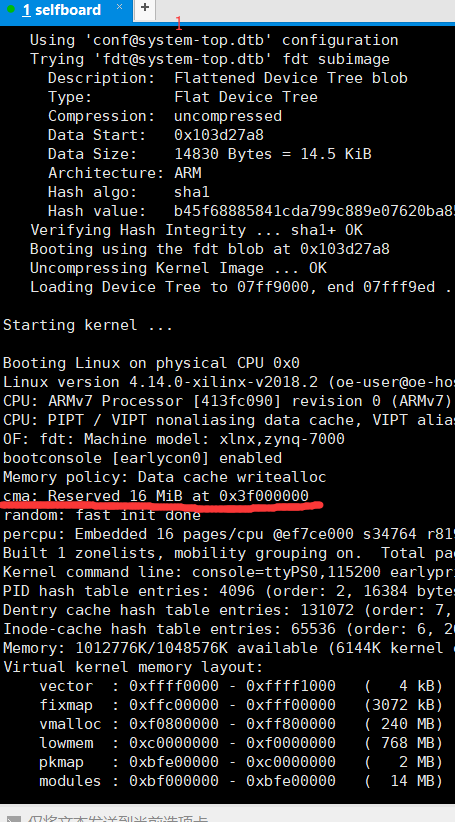 1 selfboard
+
1
Using 'conf@system-top.dtb' configuration
Trying 'fdt@system-top.dtb' fdt subimage
Description:  Flattened Device Tree blob
Type:         Flat Device Tree
Compression:  uncompressed
Data Start:   0x103d27a8
Data Size:    14830 Bytes = 14.5 KiB
Architecture: ARM
Hash algo:    sha1
Hash value:   b45f68885841cda799c889e07620ba85
Verifying Hash Integrity ... sha1+ OK
Booting using the fdt blob at 0x103d27a8
Uncompressing Kernel Image ... OK
Loading Device Tree to 07ff9000, end 07fff9ed ..
Starting kernel ...
Booting Linux on physical CPU 0x0
Linux version 4.14.0-xilinx-v2018.2 (oe-user@oe-hos
CPU: ARMv7 Processor [413fc090] revision 0 (ARMv7)
CPU: PIPT / VIPT nonaliasing data cache, VIPT alias
OF: fdt: Machine model: xlnx,zynq-7000
bootconsole [earlycon0] enabled
Memory policy: Data cache writealloc
cma: Reserved 16 MiB at 0x3f000000
random: fast init done
percpu: Embedded 16 pages/cpu @ef7ce000 s34764 r819
Built 1 zonelists, mobility grouping on.  Total pag
Kernel command line: console=ttyPS0,115200 earlypri
PID hash table entries: 4096 (order: 2, 16384 bytes
Dentry cache hash table entries: 131072 (order: 7,
Inode-cache hash table entries: 65536 (order: 6, 26
Memory: 1012776K/1048576K available (6144K kernel c
Virtual kernel memory layout:
vector  : 0xffff0000 - 0xffff1000   (   4 kB)
fixmap  : 0xffc00000 - 0xfff00000   (3072 kB)
vmalloc : 0xf0800000 - 0xff800000   ( 240 MB)
lowmem  : 0xc0000000 - 0xf0000000   ( 768 MB)
pkmap   : 0xbfe00000 - 0xc0000000   (   2 MB)
modules : 0xbf000000 - 0xbfe00000   (  14 MB)
仅将文本发送到当前选项卡